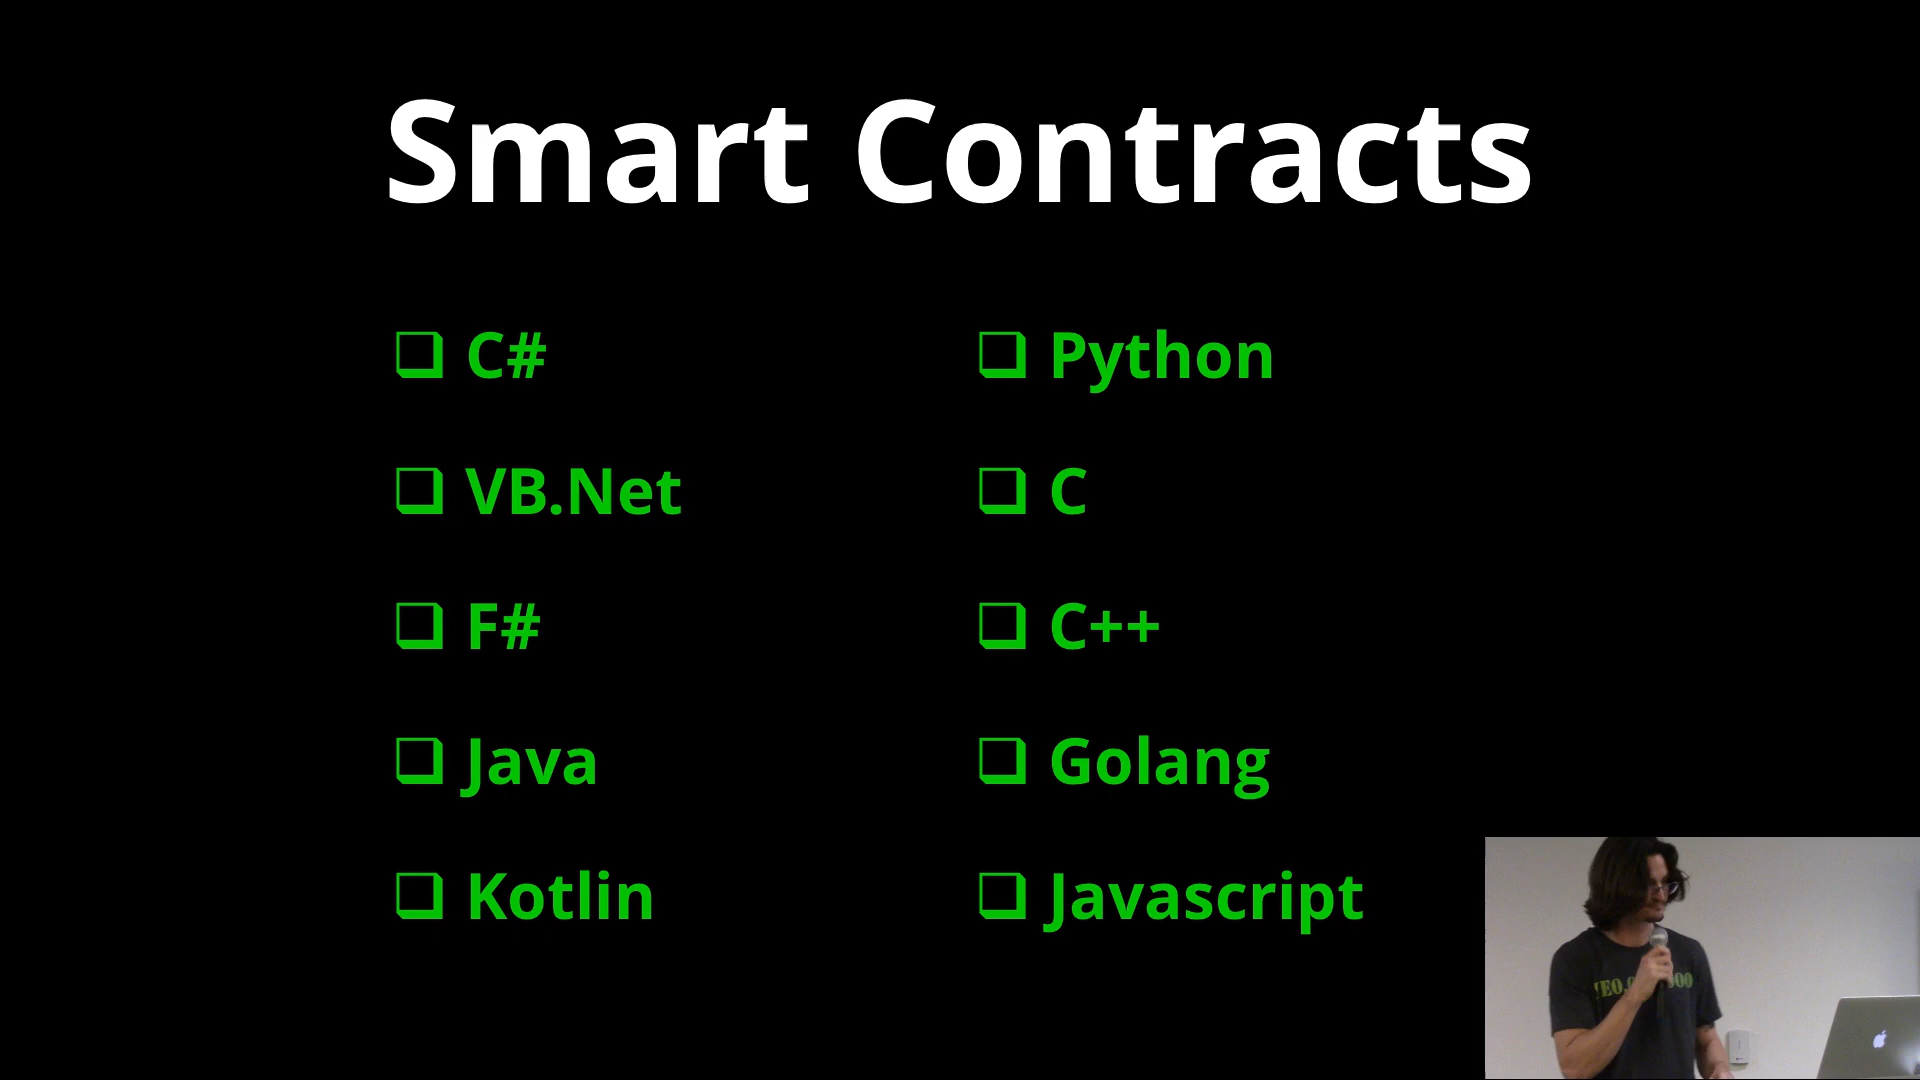 Smart Contracts
❑ C#
❑ VB.Net
❑ F#
❑ Java
❑ Kotlin
❑ Python
❑ C
❑ C++
❑ Golang
❑ Javascript